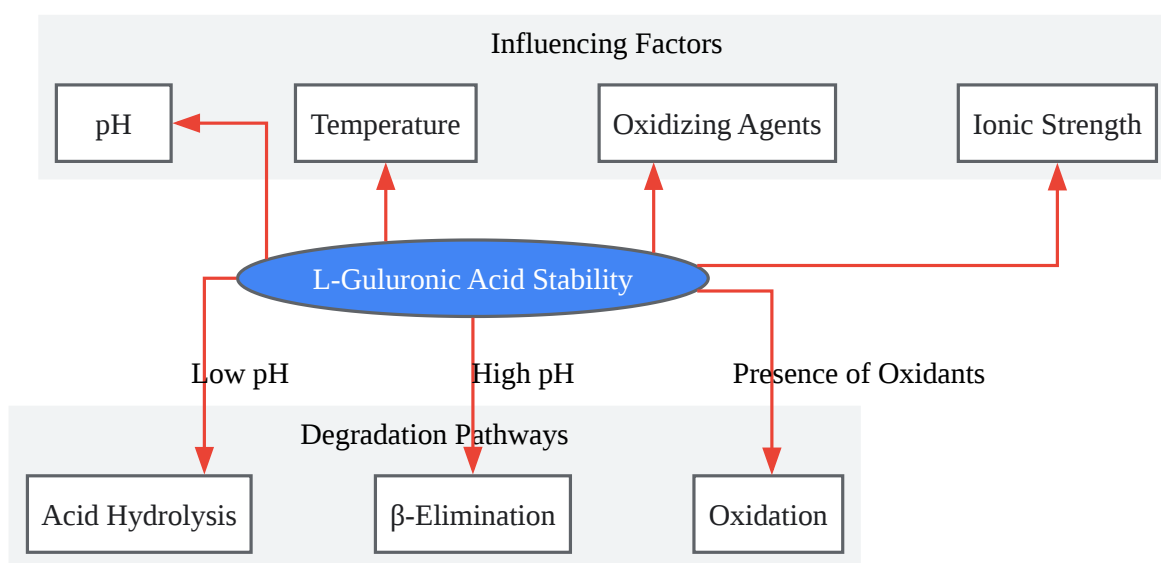 Influencing Factors
pH
Temperature
Oxidizing Agents
Ionic Strength
L-Guluronic Acid Stability
Low pH
High pH
Presence of Oxidants
Degradation Pathways
Acid Hydrolysis
β-Elimination
Oxidation